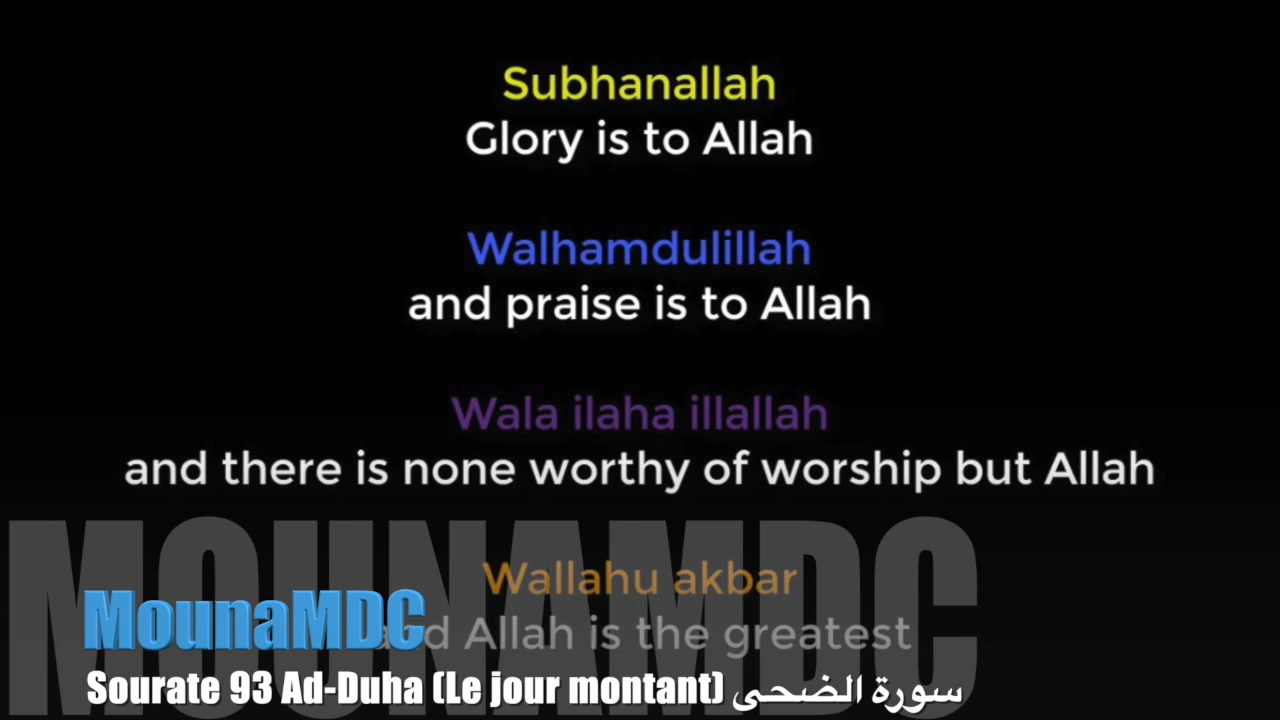 Subhanallah
Glory is to Allah
Walhamdulillah
and praise is to Allah
Wala ilaha illallah
and there is none worthy of worship but Allah
Wallahu akbar
and Allah is the greatest
MOUNAMDC
MounaMDC
Sourate 93 Ad-Duha (Le jour montant) سورة الضحى